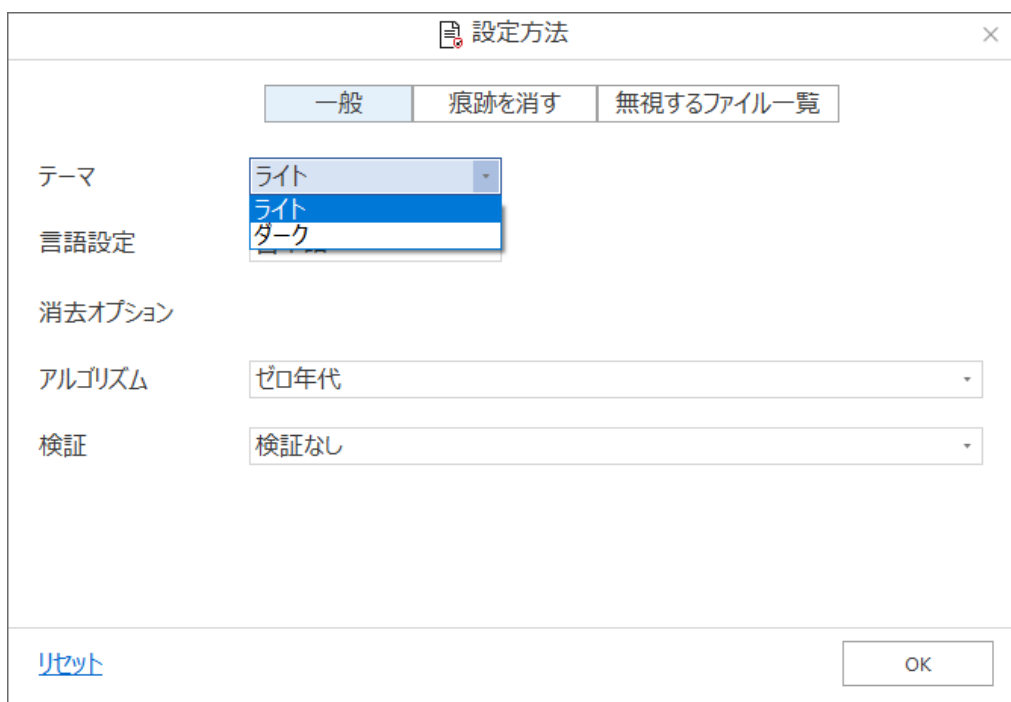 設定方法
一般 痕跡を消す 無視するファイル一覧
テーマ ライト
ライト
ダーク
言語設定
消去オプション
アルゴリズム ゼロ年代
検証 検証なし
リセット OK